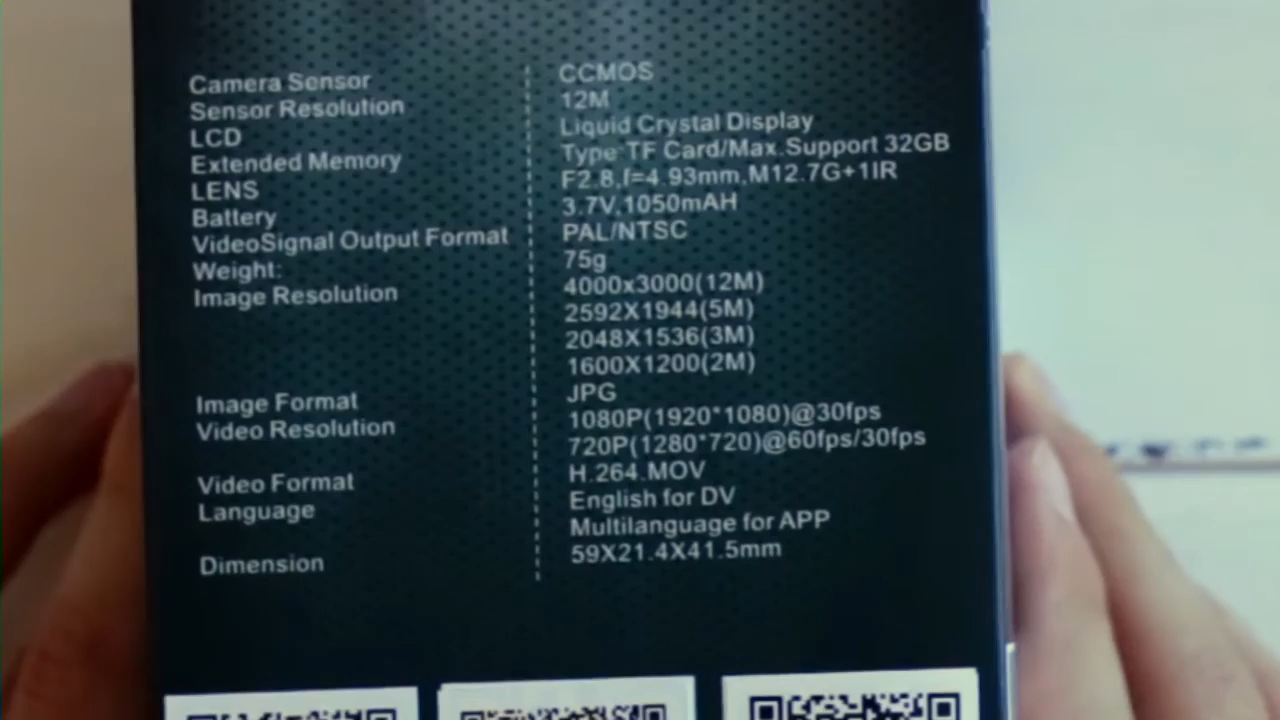 Camera Sensor CCMOS
Sensor Resolution 12M
LCD Liquid Crystal Display
Extended Memory Type TF Card/Max.Support 32GB
LENS F2.8,f=4.93mm,M12.7G+1IR
Battery 3.7V,1050mAH
VideoSignal Output Format PAL/NTSC
Weight: 75g
Image Resolution 4000x3000(12M)
2592X1944(5M)
2048X1536(3M)
1600X1200(2M)
Image Format JPG
Video Resolution 1080P(1920*1080)@30fps
720P(1280*720)@60fps/30fps
Video Format H.264.MOV
Language English for DV
Multilanguage for APP
Dimension 59X21.4X41.5mm